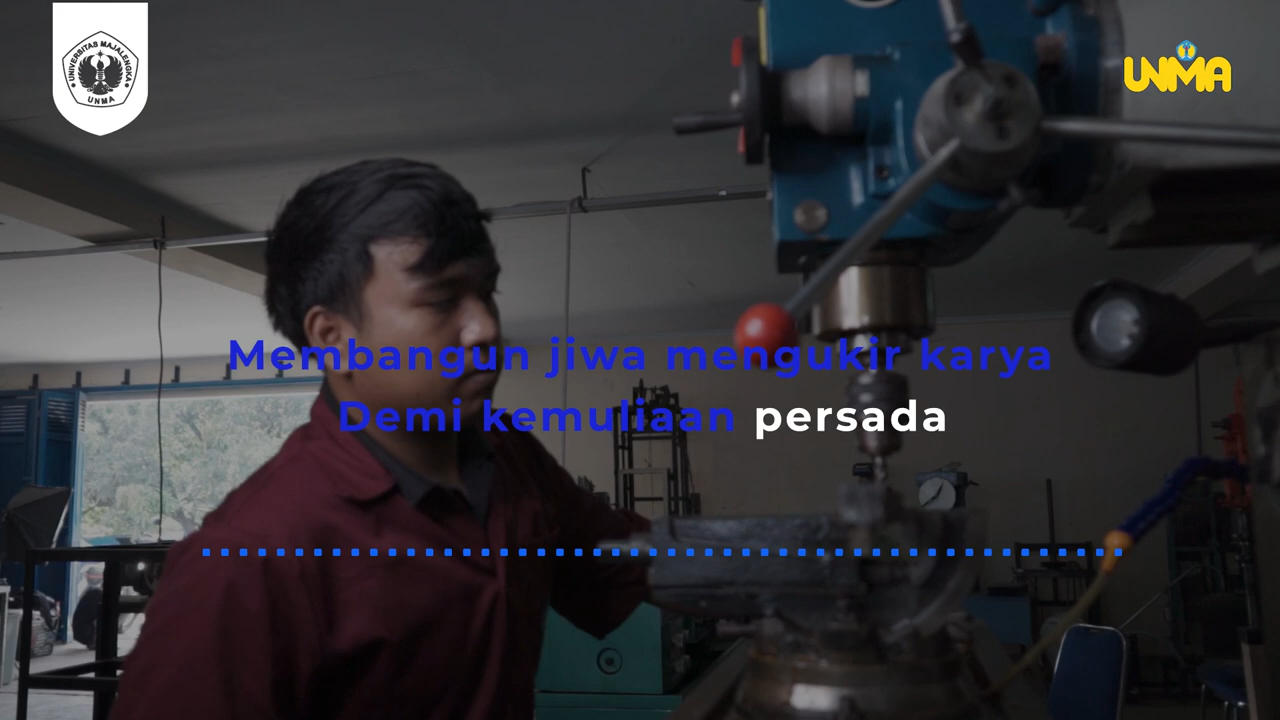 UNIVERSITAS MAJALENGKA
UNMA
UNMA
Membangun jiwa mengukir karya
Demi kemuliaan persada